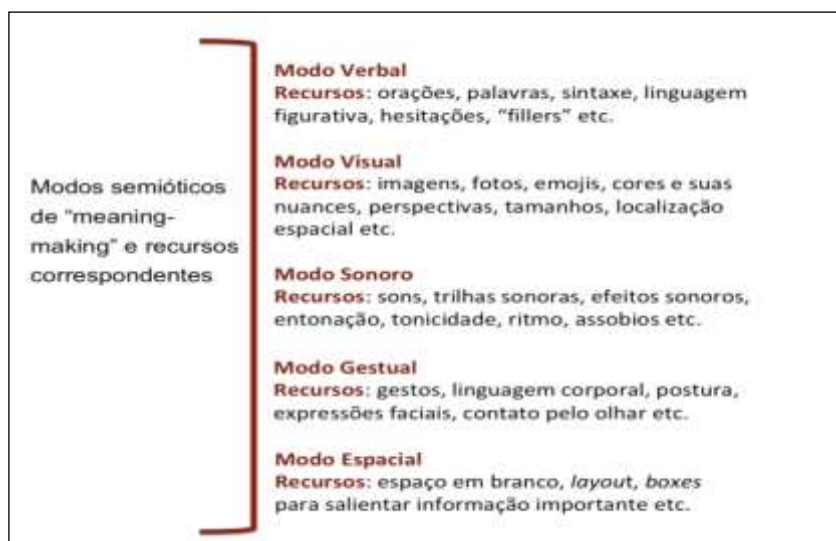 Modos semióticos
de "meaning-
making" e recursos
correspondentes
Modo Verbal
Recursos: orações, palavras, sintaxe, linguagem
figurativa, hesitações, "fillers" etc.
Modo Visual
Recursos: imagens, fotos, emojis, cores e suas
nuances, perspectivas, tamanhos, localização
espacial etc.
Modo Sonoro
Recursos: sons, trilhas sonoras, efeitos sonoros,
entonação, tonicidade, ritmo, assobios etc.
Modo Gestual
Recursos: gestos, linguagem corporal, postura,
expressões faciais, contato pelo olhar etc.
Modo Espacial
Recursos: espaço em branco, layout, boxes
para salientar informação importante etc.